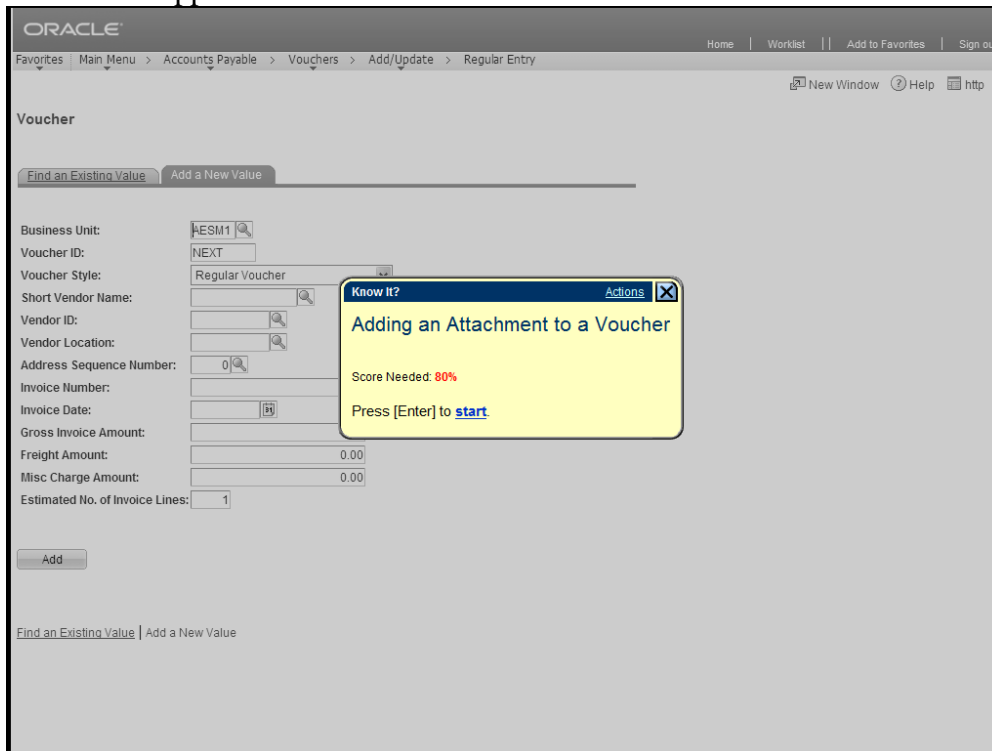 ORACLE
Home | Worklist || Add to Favorites | Sign ou
Favorites | Main Menu > Accounts Payable > Vouchers > Add/Update > Regular Entry
New Window ? Help http
Voucher
Find an Existing Value Add a New Value
Business Unit: AESM1
Voucher ID: NEXT
Voucher Style: Regular Voucher
Short Vendor Name:
Vendor ID:
Vendor Location:
Address Sequence Number: 0
Invoice Number:
Invoice Date: 31
Gross Invoice Amount:
Freight Amount: 0.00
Misc Charge Amount: 0.00
Estimated No. of Invoice Lines: 1
Know It? Actions X
Adding an Attachment to a Voucher
Score Needed: 80%
Press [Enter] to start.
Add
Find an Existing Value | Add a New Value